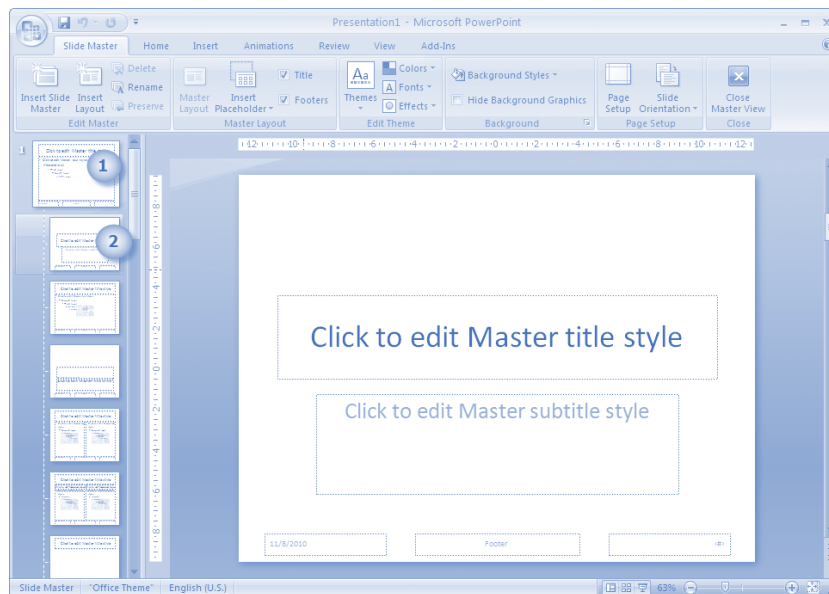 Presentation1 - Microsoft PowerPoint
Slide Master Home Insert Animations Review View Add-Ins
Insert Slide Master
Insert Layout
Delete
Rename
Preserve
Edit Master
Master Layout
Insert Placeholder
Title
Footers
Master Layout
Aa
Themes
Colors
A Fonts
Effects
Edit Theme
Background Styles
Hide Background Graphics
Background
Page Setup
Slide Orientation
Page Setup
Close Master View
Close
1
1
2
Click to edit Master title style
Click to edit Master subtitle style
11/8/2010 Footer ‹#›
Slide Master "Office Theme" English (U.S.) 63%